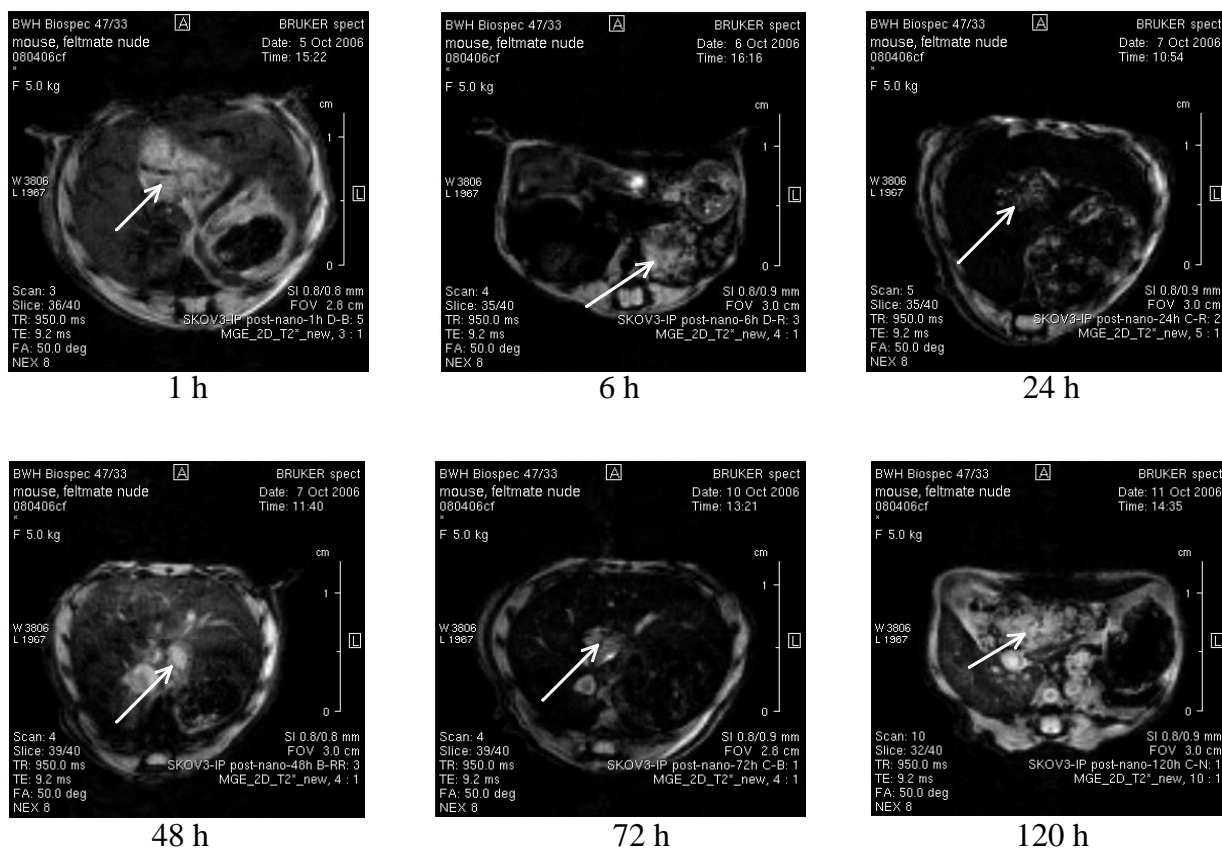 BWH Biospec 47/33 A BRUKER spect
mouse, feltmate nude Date: 5 Oct 2006
080406cf Time: 15:22
*
F 5.0 kg
cm
1
W 3806
L 1967
L
0
Scan: 3 SI 0.8/0.8 mm
Slice: 36/40 FOV 2.8 cm
TR: 950.0 ms SKOV3-IP post-nano-1h D-B: 5
TE: 9.2 ms MGE_2D_T2*_new, 3 : 1
FA: 50.0 deg
NEX 8
1 h
BWH Biospec 47/33 A BRUKER spect
mouse, feltmate nude Date: 6 Oct 2006
080406cf Time: 16:16
*
F 5.0 kg
cm
1
W 3806
L 1967
L
0
Scan: 4 SI 0.8/0.9 mm
Slice: 35/40 FOV 3.0 cm
TR: 950.0 ms SKOV3-IP post-nano-6h D-R: 3
TE: 9.2 ms MGE_2D_T2*_new, 4 : 1
FA: 50.0 deg
NEX 8
6 h
BWH Biospec 47/33 A BRUKER spect
mouse, feltmate nude Date: 7 Oct 2006
080406cf Time: 10:54
*
F 5.0 kg
cm
1
W 3806
L 1967
L
0
Scan: 5 SI 0.8/0.9 mm
Slice: 35/40 FOV 3.0 cm
TR: 950.0 ms SKOV3-IP post-nano-24h C-R: 2
TE: 9.2 ms MGE_2D_T2*_new, 5 : 1
FA: 50.0 deg
NEX 8
24 h
BWH Biospec 47/33 A BRUKER spect
mouse, feltmate nude Date: 7 Oct 2006
080406cf Time: 11:40
*
F 5.0 kg
cm
1
W 3806
L 1967
L
0
Scan: 4 SI 0.8/0.8 mm
Slice: 39/40 FOV 3.0 cm
TR: 950.0 ms SKOV3-IP post-nano-48h B-RR: 3
TE: 9.2 ms MGE_2D_T2*_new, 4 : 1
FA: 50.0 deg
NEX 8
48 h
BWH Biospec 47/33 A BRUKER spect
mouse, feltmate nude Date: 10 Oct 2006
080406cf Time: 13:21
*
F 5.0 kg
cm
1
W 3806
L 1967
L
0
Scan: 4 SI 0.8/0.9 mm
Slice: 39/40 FOV 2.8 cm
TR: 950.0 ms SKOV3-IP post-nano-72h C-B: 1
TE: 9.2 ms MGE_2D_T2*_new, 4 : 1
FA: 50.0 deg
NEX 8
72 h
BWH Biospec 47/33 A BRUKER spect
mouse, feltmate nude Date: 11 Oct 2006
080406cf Time: 14:35
*
F 5.0 kg
cm
1
W 3806
L 1967
L
0
Scan: 10 SI 0.8/0.9 mm
Slice: 32/40 FOV 3.0 cm
TR: 950.0 ms SKOV3-IP post-nano-120h C-N: 1
TE: 9.2 ms MGE_2D_T2*_new, 10 : 1
FA: 50.0 deg
NEX 8
120 h